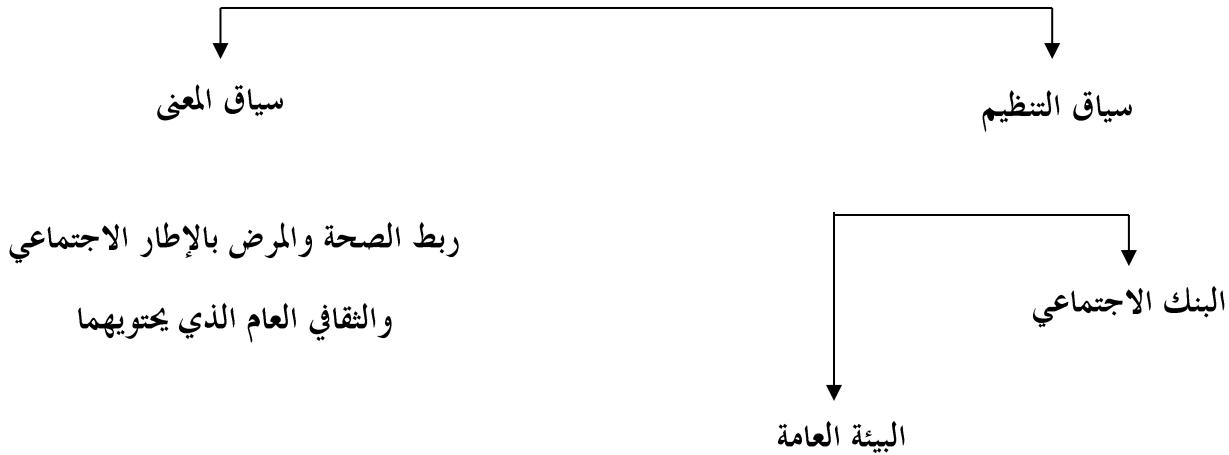 سياق التنظيم
سياق المعنى
ربط الصحة والمرض بالإطار الاجتماعي
والثقافي العام الذي يحتويهما
البنك الاجتماعي
البيئة العامة